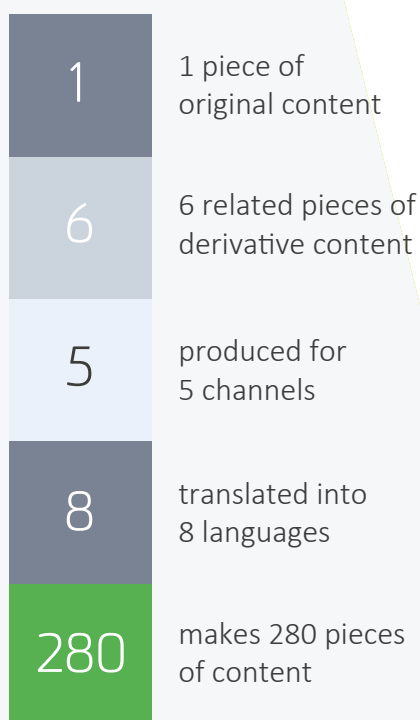 1
1 piece of
original content
6
6 related pieces of
derivative content
5
produced for
5 channels
8
translated into
8 languages
280
makes 280 pieces
of content